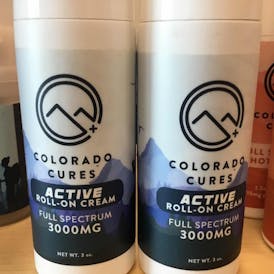 COLORADO
CURES
ACTIVE
ROLL-ON CREAM
FULL SPECTRUM
3000MG
NET WT. 3 oz.
COLORADO
CURES
ACTIVE
ROLL-ON CREAM
FULL SPECTRUM
3000MG
NET WT. 3 oz.